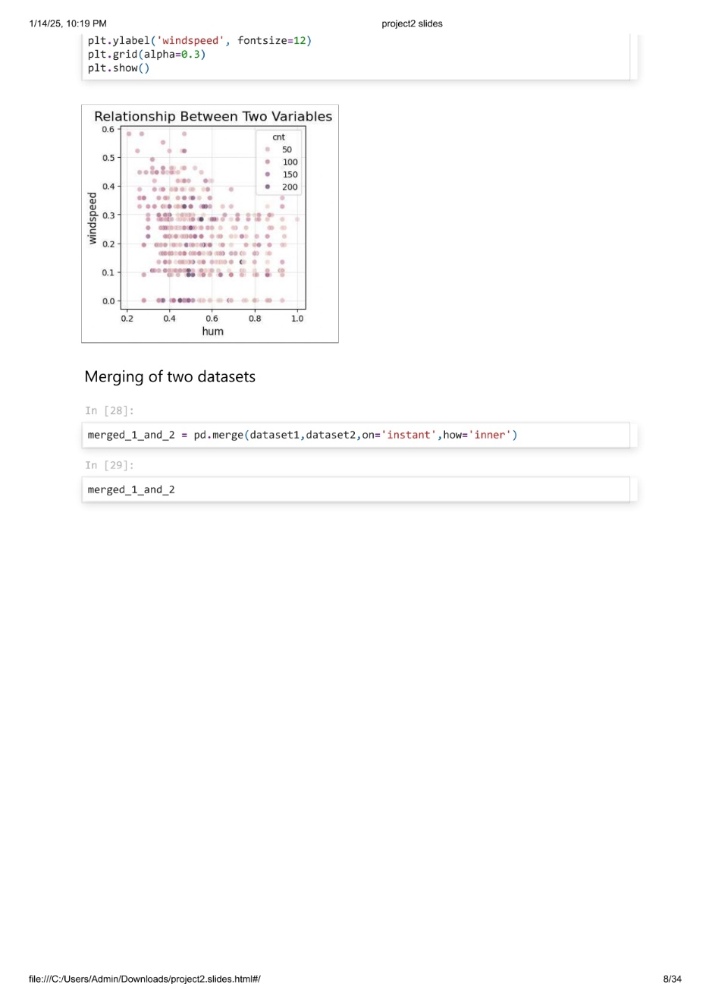 1/14/25, 10:19 PM
project2 slides
plt.ylabel('windspeed', fontsize=12)
plt.grid(alpha=0.3)
plt.show()
Relationship Between Two Variables
cnt
50
100
150
200
0.6
0.5
0.4
0.3
0.2
0.1
0.0
windspeed
0.2 0.4 0.6 0.8 1.0
hum
Merging of two datasets
In [28]:
merged_1_and_2 = pd.merge(dataset1,dataset2,on='instant',how='inner')
In [29]:
merged_1_and_2
file:///C:/Users/Admin/Downloads/project2.slides.html#/
8/34